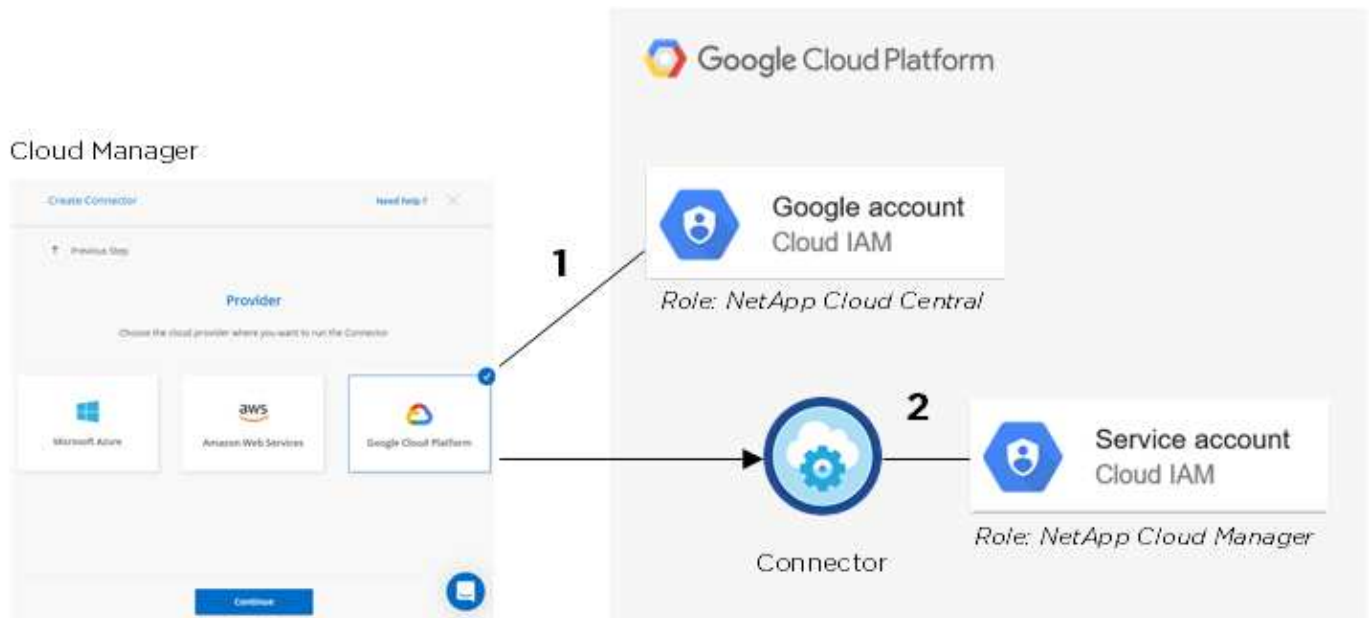 Google Cloud Platform
Cloud Manager
Create Connector
Need help ?
Previous Step
Provider
Choose the cloud provider where you want to run the Connector
Microsoft Azure
aws
Amazon Web Services
Google Cloud Platform
Continue
1
Google account
Cloud IAM
Role: NetApp Cloud Central
Connector
2
Service account
Cloud IAM
Role: NetApp Cloud Manager